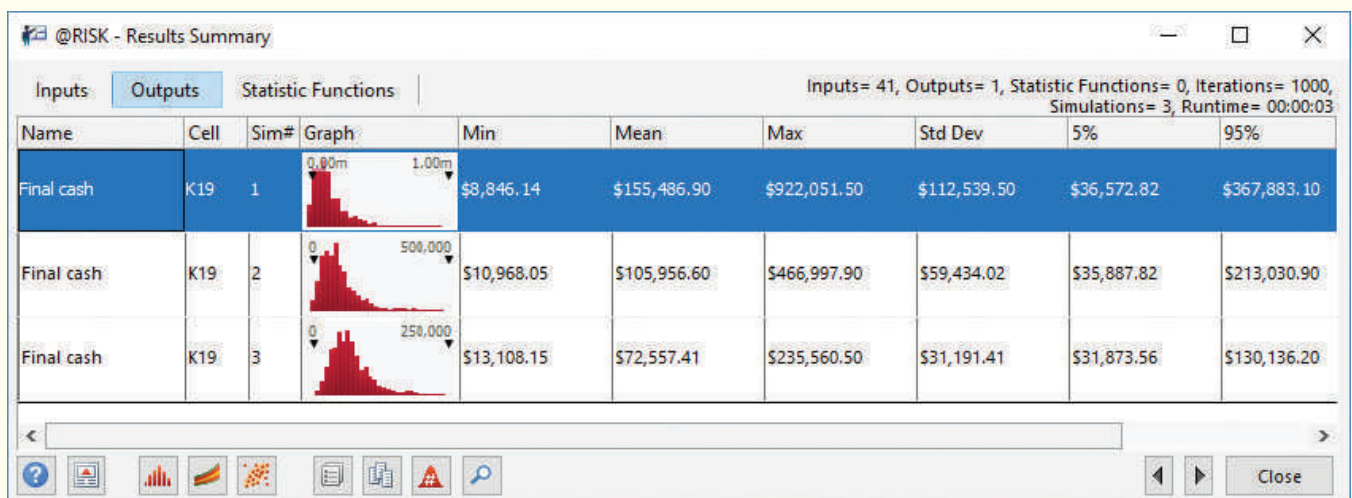 @RISK - Results Summary
Inputs Outputs Statistic Functions
Inputs= 41, Outputs= 1, Statistic Functions= 0, Iterations= 1000,
Simulations= 3, Runtime= 00:00:03
Name Cell Sim# Graph Min Mean Max Std Dev 5% 95%
0.00m 1.00m
Final cash K19 1 $8,846.14 $155,486.90 $922,051.50 $112,539.50 $36,572.82 $367,883.10
0 500,000
Final cash K19 2 $10,968.05 $105,956.60 $466,997.90 $59,434.02 $35,887.82 $213,030.90
0 250,000
Final cash K19 3 $13,108.15 $72,557.41 $235,560.50 $31,191.41 $31,873.56 $130,136.20
Close